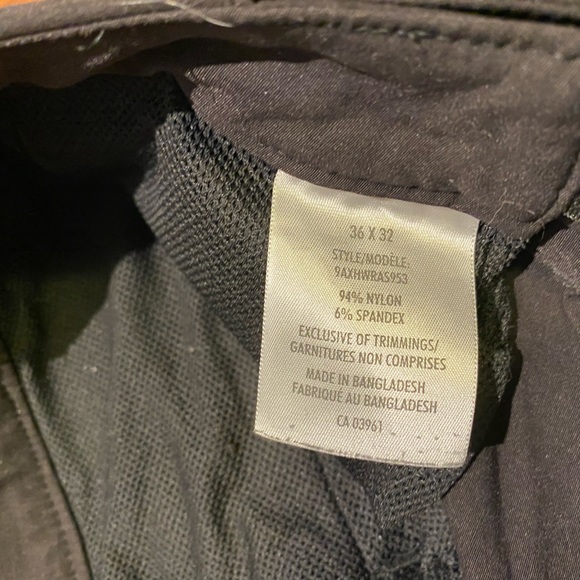 36 X 32
STYLE/MODÈLE:
9AXHWRAS953
94% NYLON
6% SPANDEX
EXCLUSIVE OF TRIMMINGS/
GARNITURES NON COMPRISES
MADE IN BANGLADESH
FABRIQUE AU BANGLADESH
CA 03961